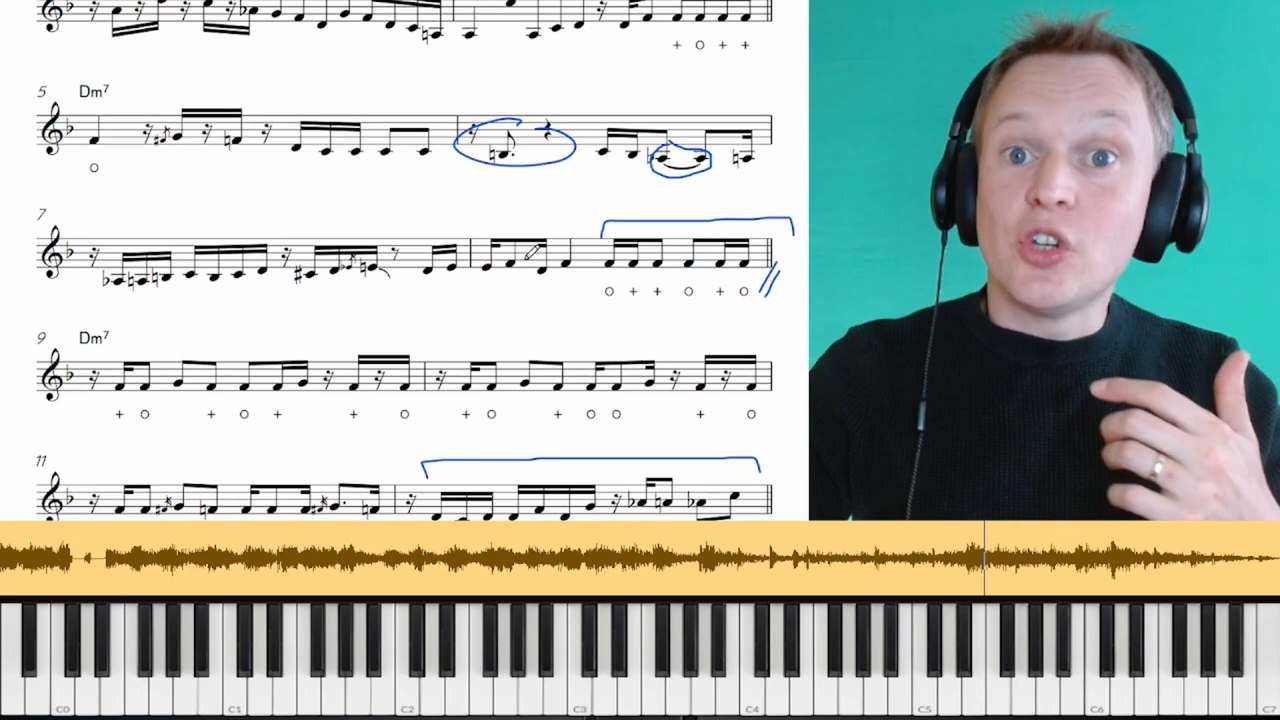 + O + +
5
Dm7
O
7
O + + O + O
9
Dm7
+ O + O + + O + O + O O + O
11
C0 C1 C2 C3 C4 C5 C6 C7